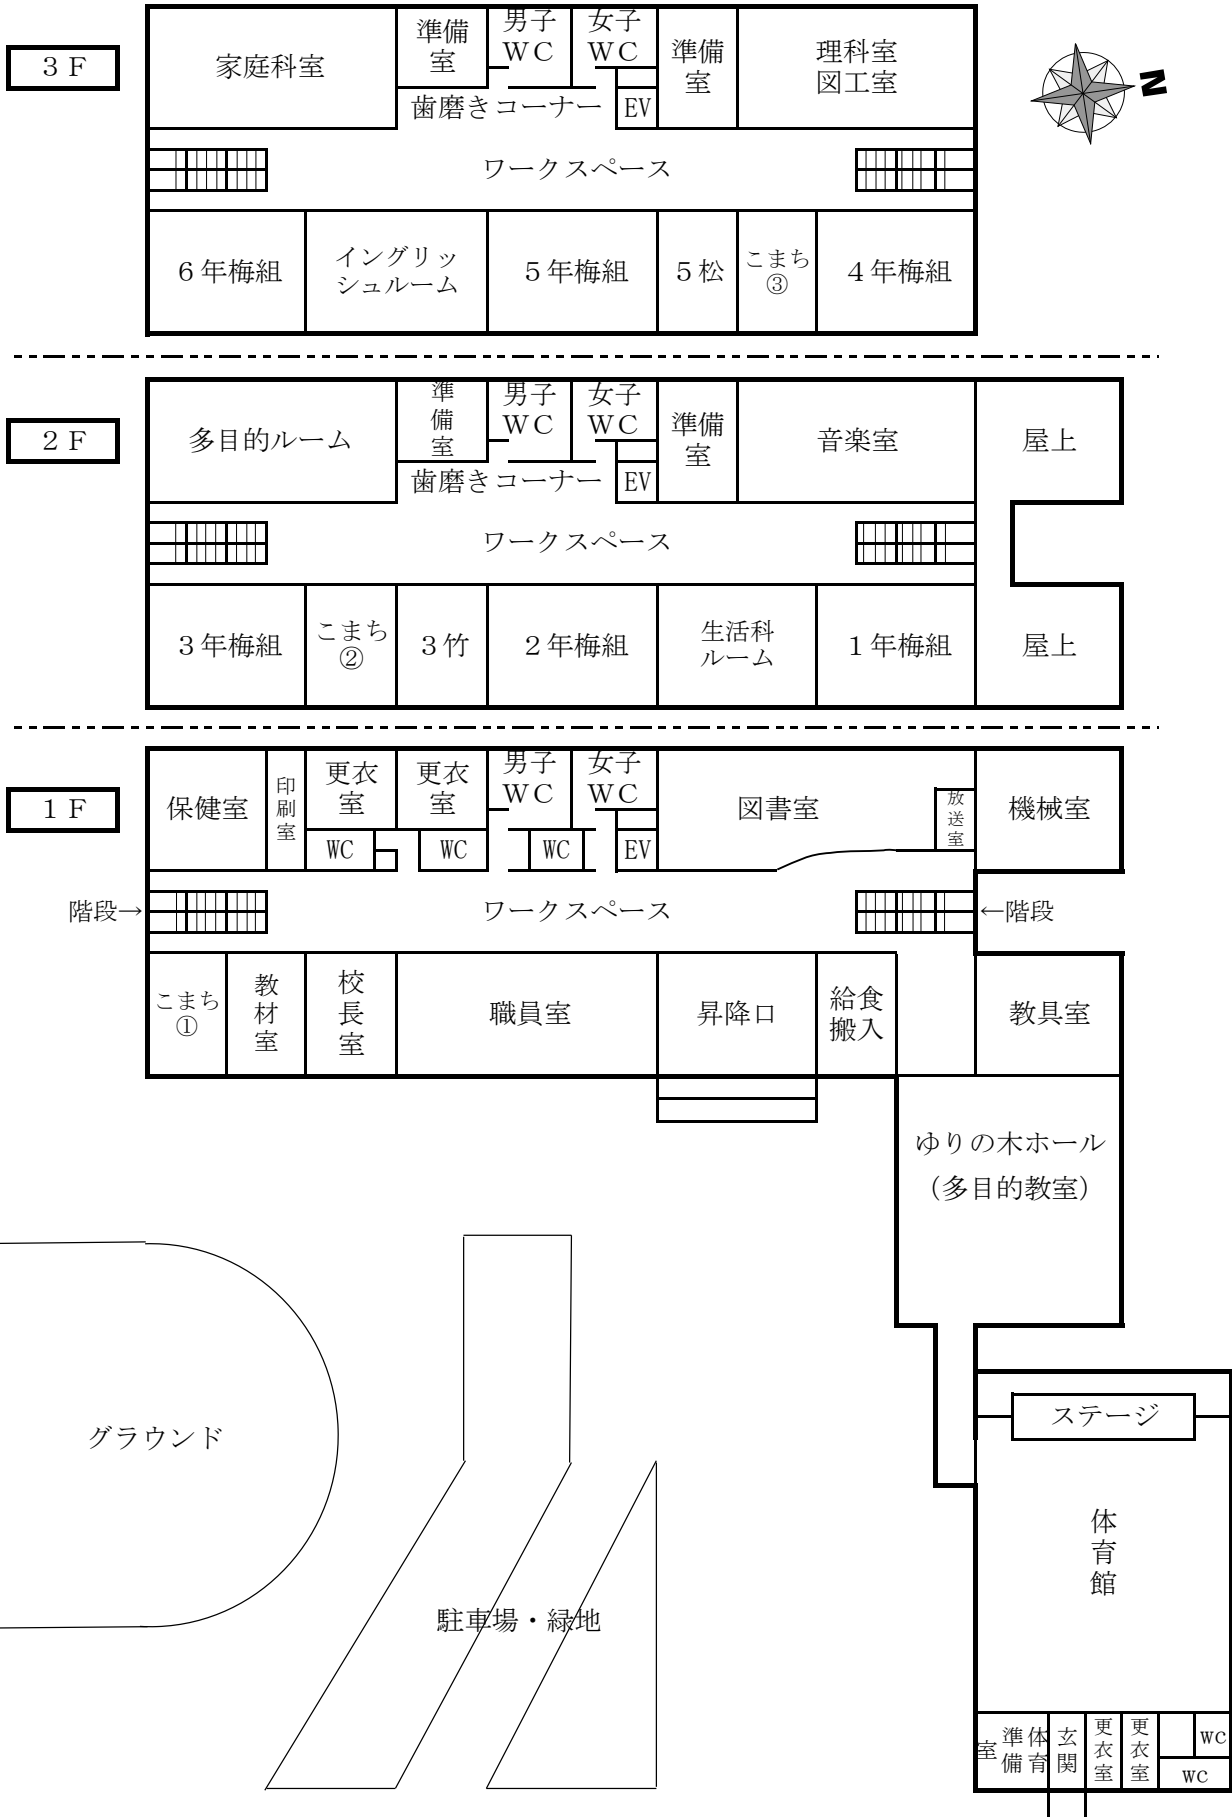 ３Ｆ
家庭科室
準備
室
男子
ＷＣ
女子
ＷＣ
準備
室
理科室
図工室
N
歯磨きコーナー
EV
ワークスペース
６年梅組
イングリッ
シュルーム
５年梅組
５松
こまち
③
４年梅組
２Ｆ
多目的ルーム
準
備
室
男子
ＷＣ
女子
ＷＣ
準備
室
音楽室
屋上
歯磨きコーナー
EV
ワークスペース
３年梅組
こまち
②
３竹
２年梅組
生活科
ルーム
１年梅組
屋上
１Ｆ
保健室
印
刷
室
更衣
室
更衣
室
男子
ＷＣ
女子
ＷＣ
図書室
放
送
室
機械室
WC
WC
WC
EV
階段→
ワークスペース
←階段
こまち
①
教
材
室
校
長
室
職員室
昇降口
給食
搬入
教具室
ゆりの木ホール
（多目的教室）
グラウンド
ステージ
体
育
館
駐車場・緑地
体育
準備
室
玄
関
更
衣
室
更
衣
室
WC
WC